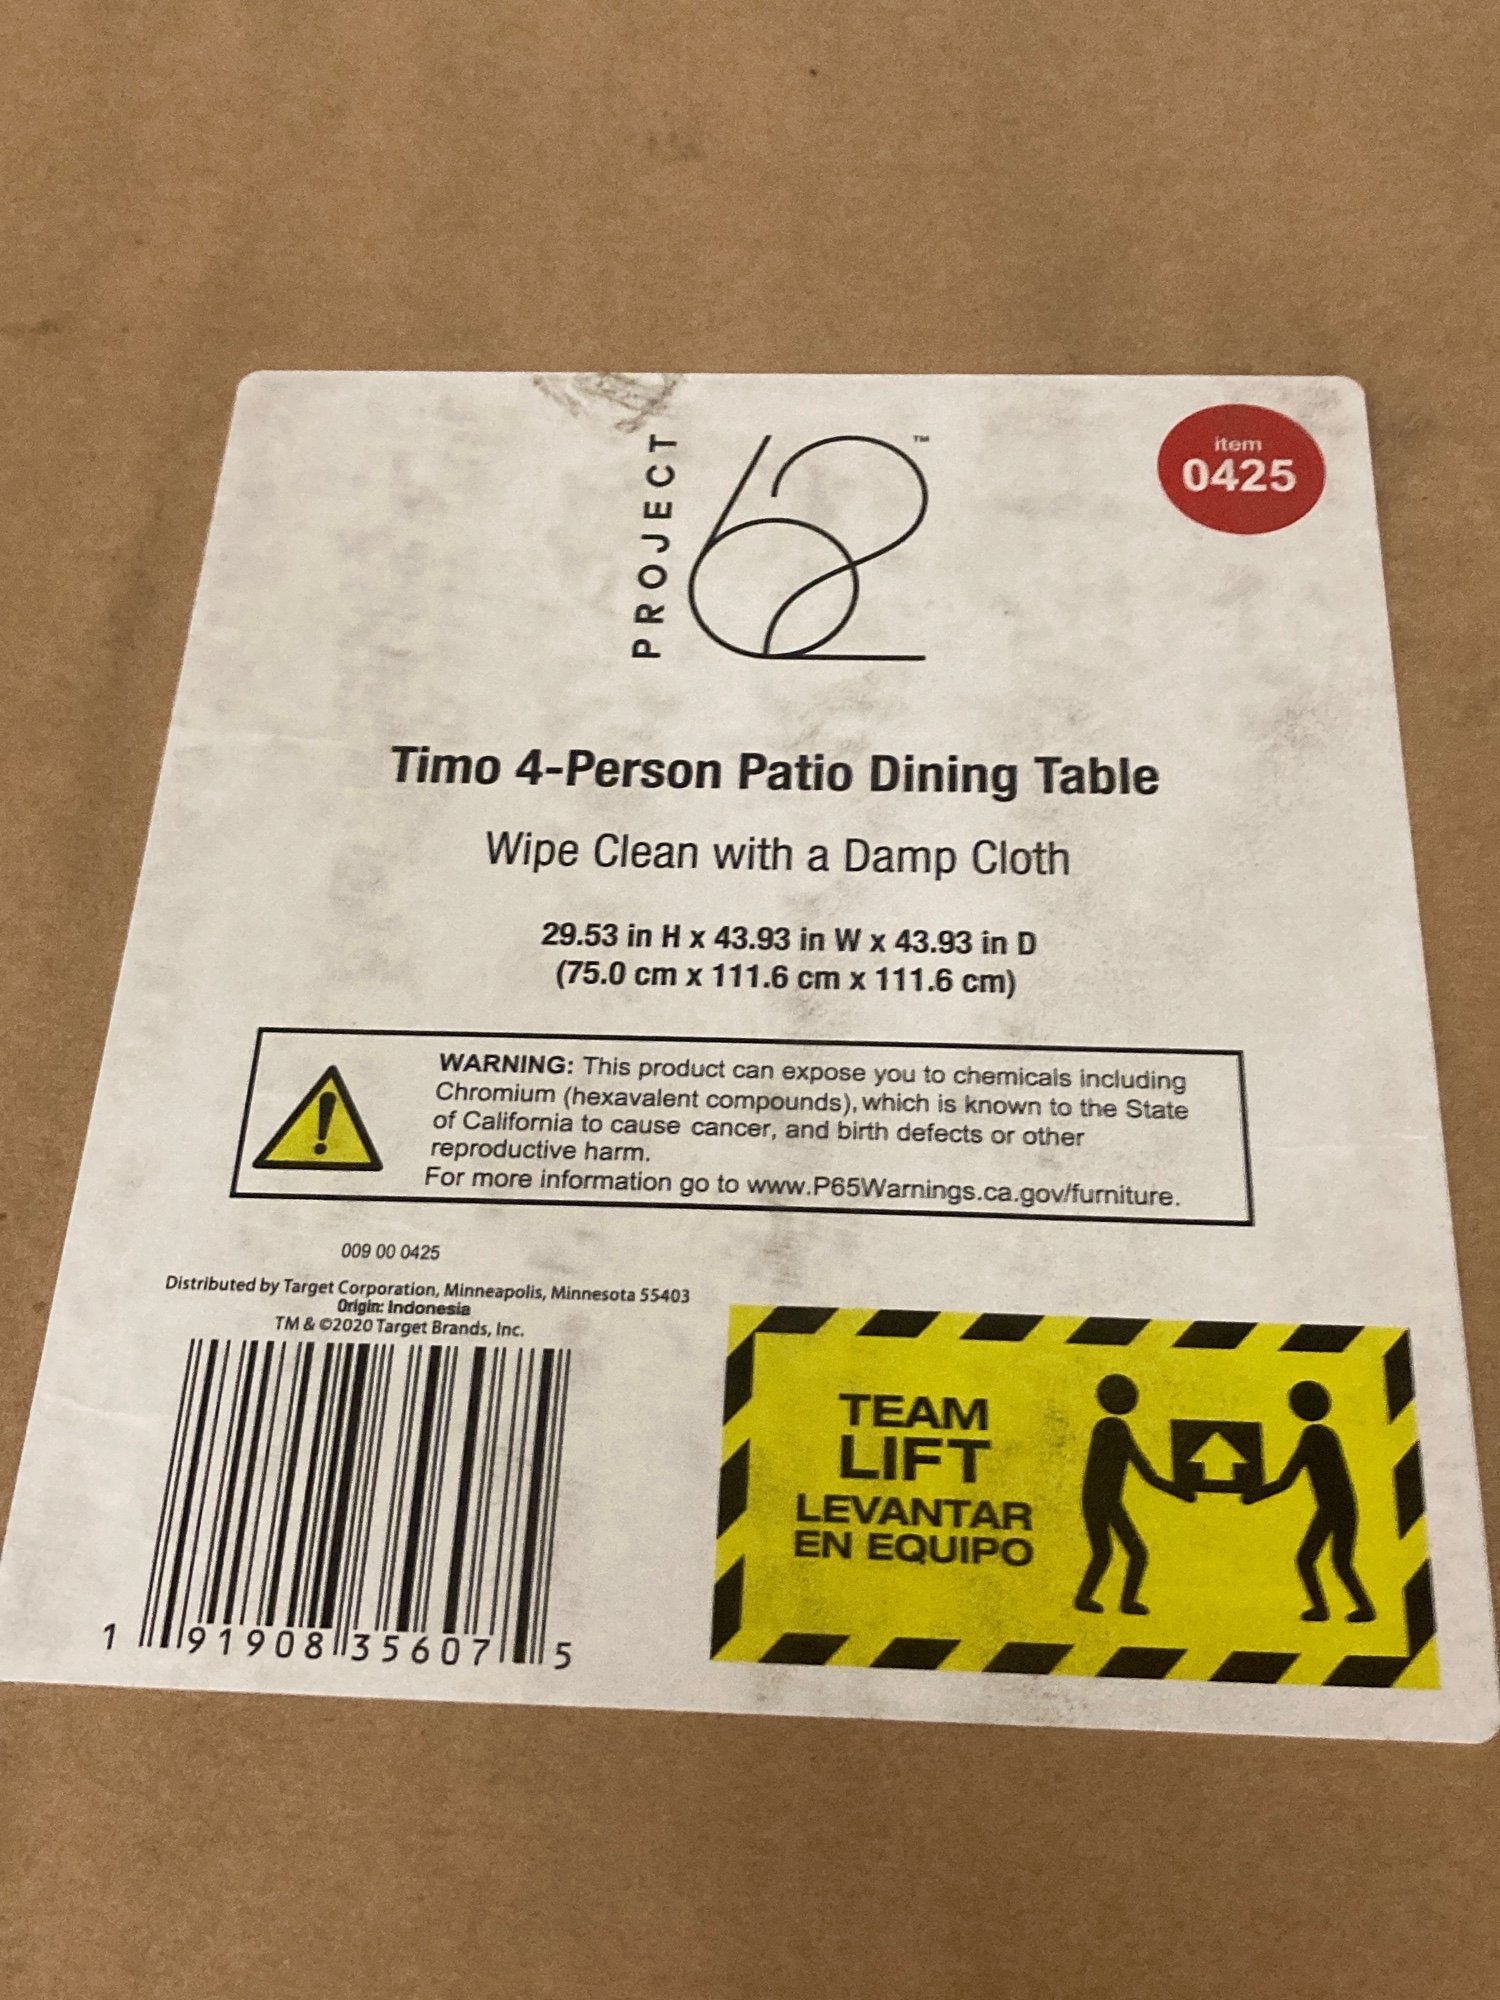 PROJECT
62™
item
0425
Timo 4-Person Patio Dining Table
Wipe Clean with a Damp Cloth
29.53 in H x 43.93 in W x 43.93 in D
(75.0 cm x 111.6 cm x 111.6 cm)
WARNING: This product can expose you to chemicals including
Chromium (hexavalent compounds), which is known to the State
of California to cause cancer, and birth defects or other
reproductive harm.
For more information go to www.P65Warnings.ca.gov/furniture.
009 00 0425
Distributed by Target Corporation, Minneapolis, Minnesota 55403
Origin: Indonesia
TM & ©2020 Target Brands, Inc.
1 91908 35607 5
TEAM
LIFT
LEVANTAR
EN EQUIPO